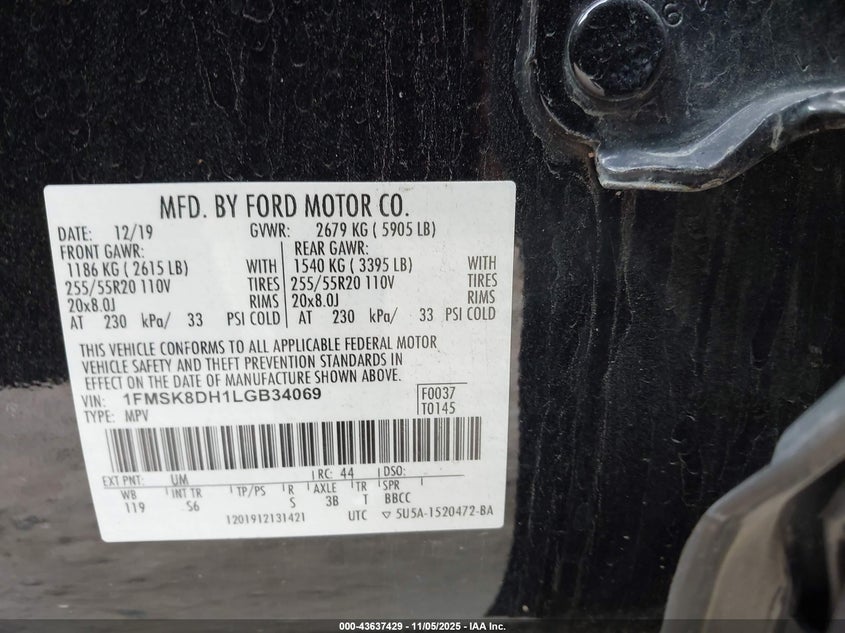 MFD. BY FORD MOTOR CO.
DATE: 12/19 GVWR: 2679 KG ( 5905 LB)
FRONT GAWR: REAR GAWR:
1186 KG ( 2615 LB) WITH 1540 KG ( 3395 LB) WITH
255/55R20 110V TIRES 255/55R20 110V TIRES
20x8.0J RIMS 20x8.0J RIMS
AT 230 kPa/ 33 PSI COLD AT 230 kPa/ 33 PSI COLD
THIS VEHICLE CONFORMS TO ALL APPLICABLE FEDERAL MOTOR
VEHICLE SAFETY AND THEFT PREVENTION STANDARDS IN
EFFECT ON THE DATE OF MANUFACTURE SHOWN ABOVE.
VIN: 1FMSK8DH1LGB34069 F0037
TYPE: MPV T0145
EXT PNT: UM RC: 44 DSO:
WB INT TR TP/PS R AXLE TR SPR
119 S6 S 3B T BBCC
1201912131421 UTC ▽ 5U5A-1520472-BA
000-43637429 - 11/05/2025 - IAA Inc.